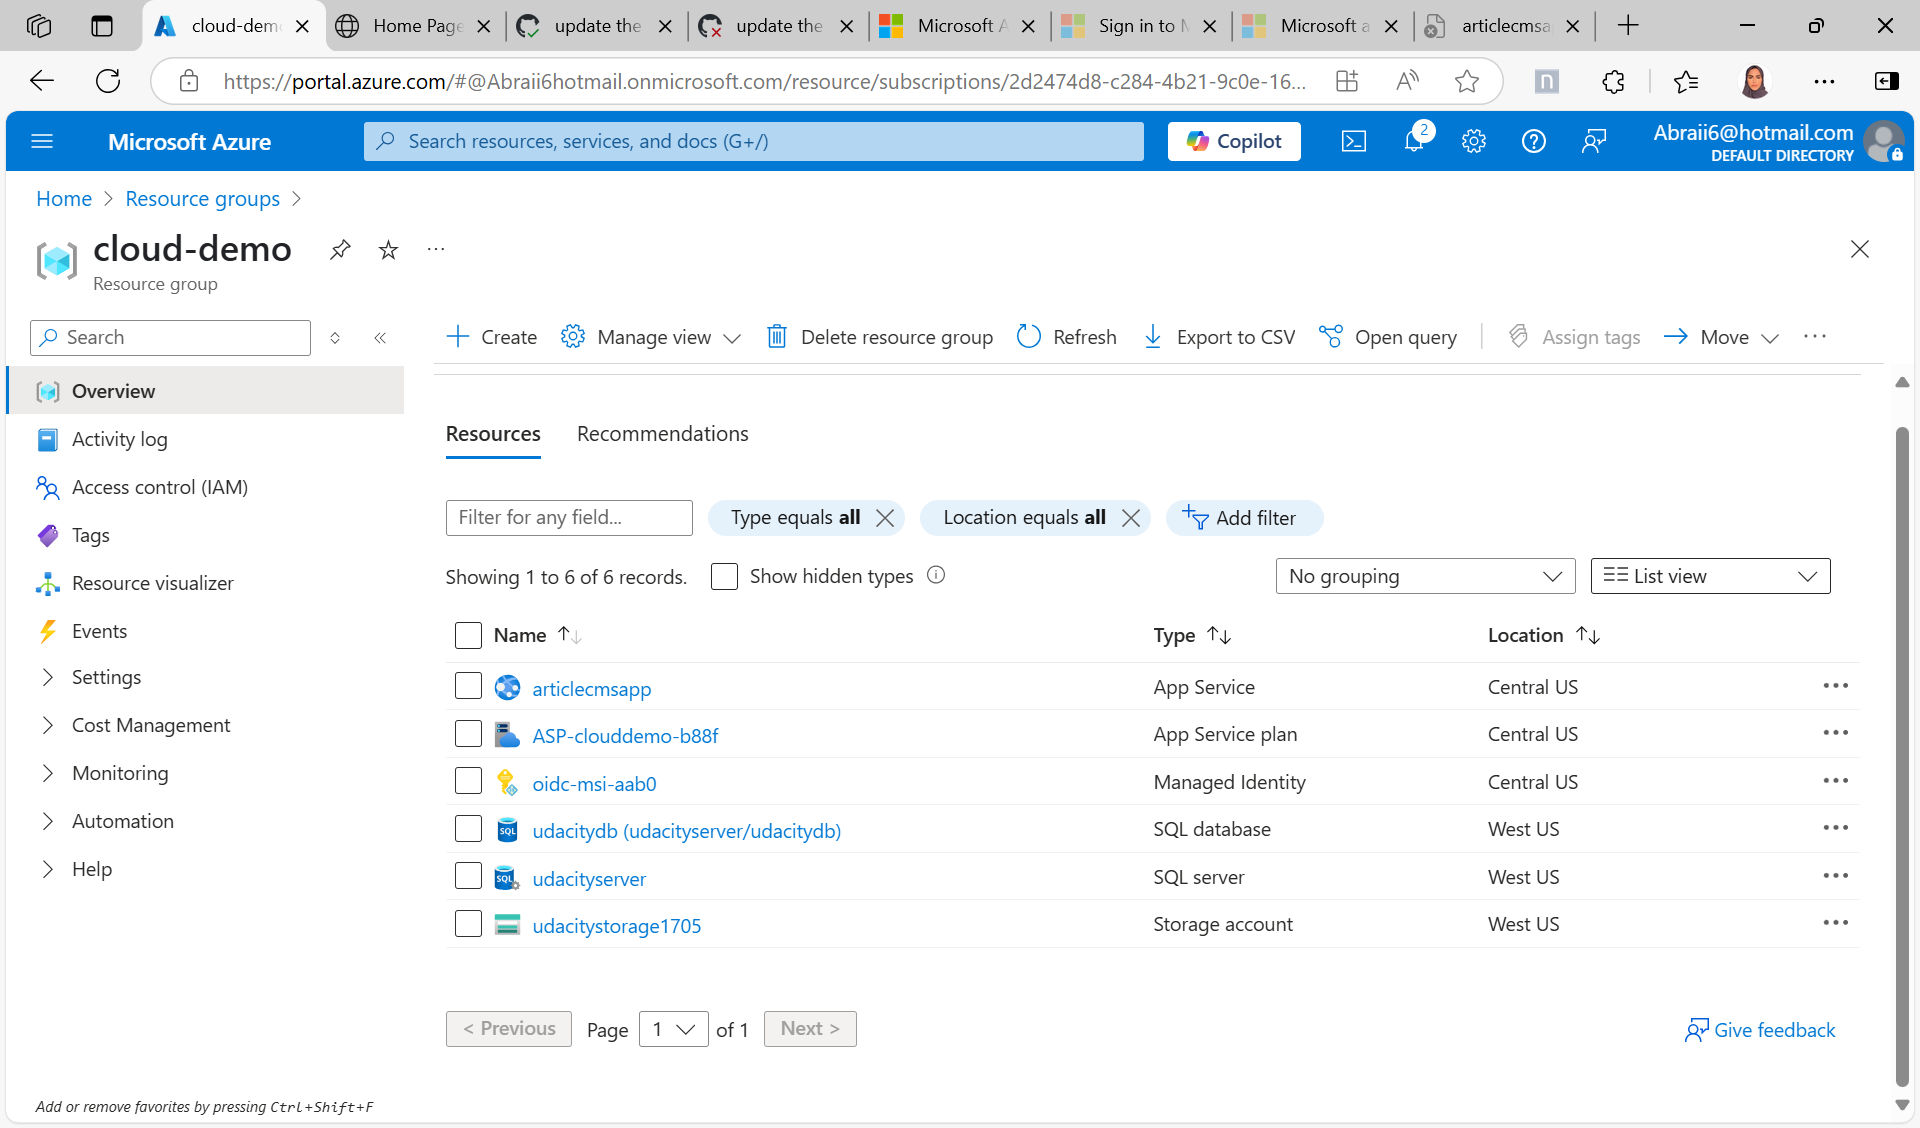 cloud-dem
Home Page
update the
update the
Microsoft A
Sign in to M
Microsoft a
articlecmsa
https://portal.azure.com/#@Abraii6hotmail.onmicrosoft.com/resource/subscriptions/2d2474d8-c284-4b21-9c0e-16...
Microsoft Azure
Search resources, services, and docs (G+/)
Copilot
2
Abraii6@hotmail.com
DEFAULT DIRECTORY
Home > Resource groups >
cloud-demo
Resource group
Search
Create
Manage view
Delete resource group
Refresh
Export to CSV
Open query
Assign tags
Move
Overview
Activity log
Access control (IAM)
Tags
Resource visualizer
Events
Settings
Cost Management
Monitoring
Automation
Help
Resources
Recommendations
Filter for any field...
Type equals all
Location equals all
Add filter
Showing 1 to 6 of 6 records.
Show hidden types
No grouping
List view
Name
Type
Location
articlecmsapp
App Service
Central US
ASP-clouddemo-b88f
App Service plan
Central US
oidc-msi-aab0
Managed Identity
Central US
udacitydb (udacityserver/udacitydb)
SQL database
West US
udacityserver
SQL server
West US
udacitystorage1705
Storage account
West US
< Previous
Page
1
of 1
Next >
Give feedback
Add or remove favorites by pressing Ctrl+Shift+F